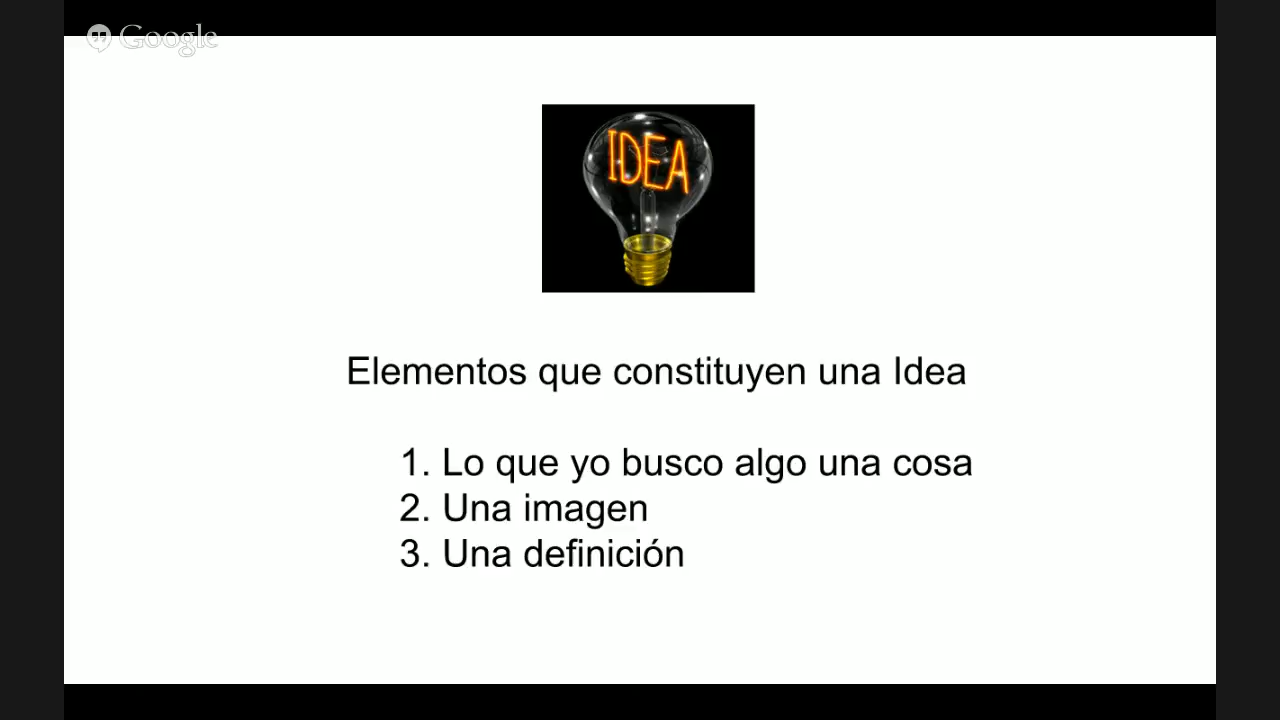 Google
IDEA
Elementos que constituyen una Idea
1. Lo que yo busco algo una cosa
2. Una imagen
3. Una definición